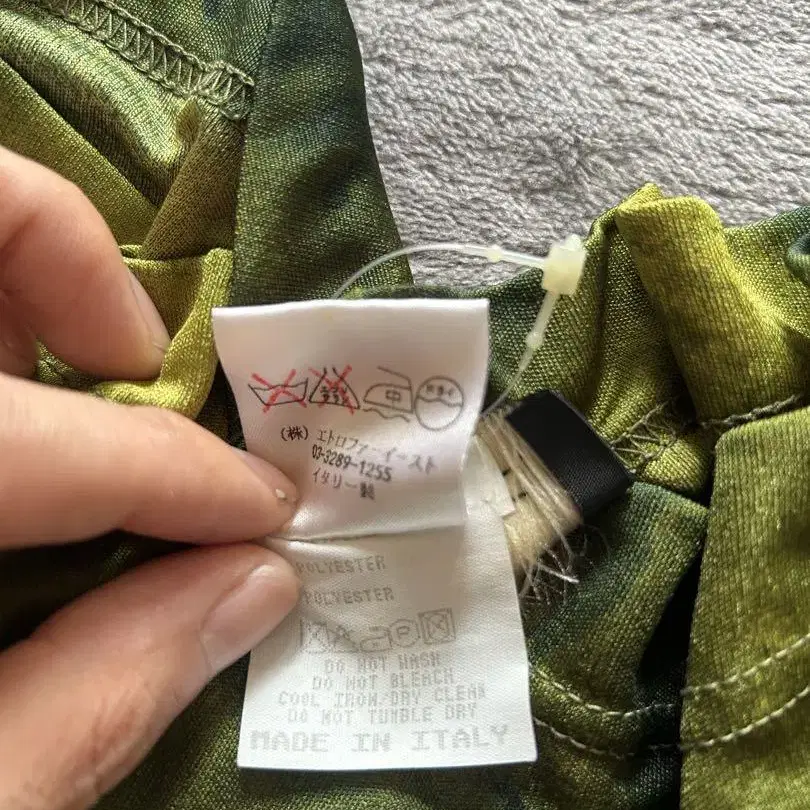 (株) エトロファーイースト
03-3289-1255
イタリー製
POLYESTER
POLYESTER
DO NOT WASH
DO NOT BLEACH
COOL IRON/DRY CLEAN
DO NOT TUMBLE DRY
MADE IN ITALY